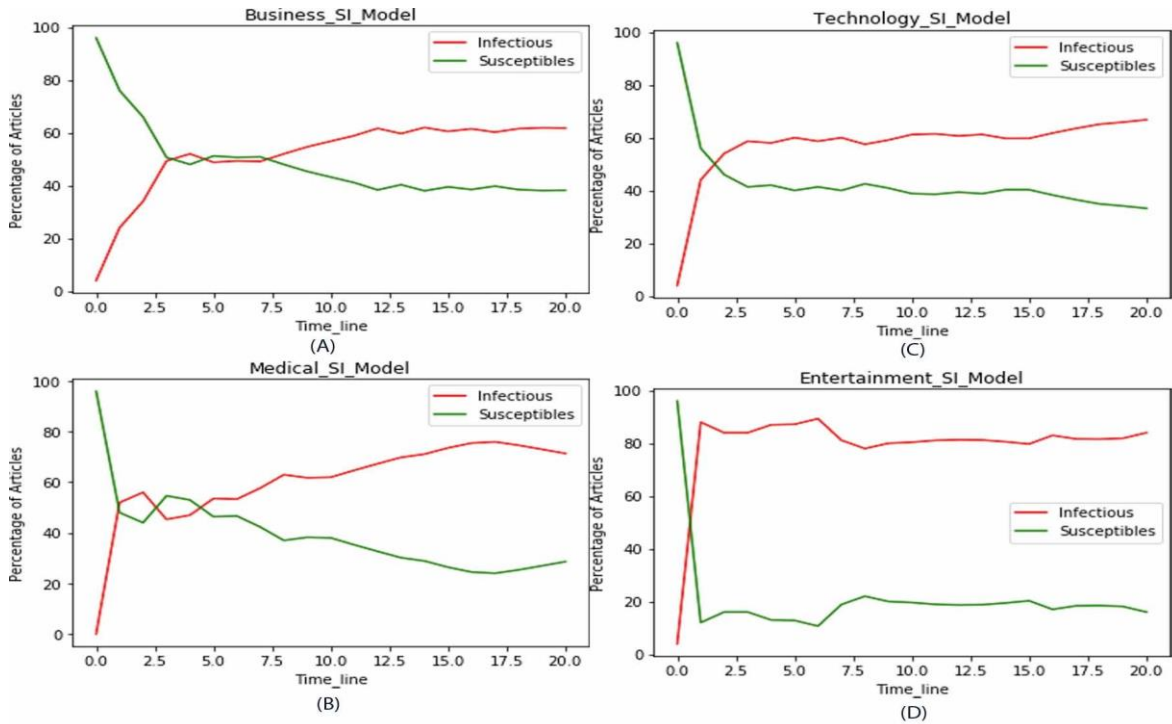 Business_SI_Model
Percentage of Articles
100
80
60
40
20
0
Infectious
Susceptibles
0.0 2.5 5.0 7.5 10.0 12.5 15.0 17.5 20.0
Time_line
(A)
Technology_SI_Model
Percentage of Articles
100
80
60
40
20
0
Infectious
Susceptibles
0.0 2.5 5.0 7.5 10.0 12.5 15.0 17.5 20.0
Time_line
(C)
Medical_SI_Model
Percentage of Articles
100
80
60
40
20
0
Infectious
Susceptibles
0.0 2.5 5.0 7.5 10.0 12.5 15.0 17.5 20.0
Time_line
(B)
Entertainment_SI_Model
Percentage of Articles
100
80
60
40
20
0
Infectious
Susceptibles
0.0 2.5 5.0 7.5 10.0 12.5 15.0 17.5 20.0
Time_line
(D)